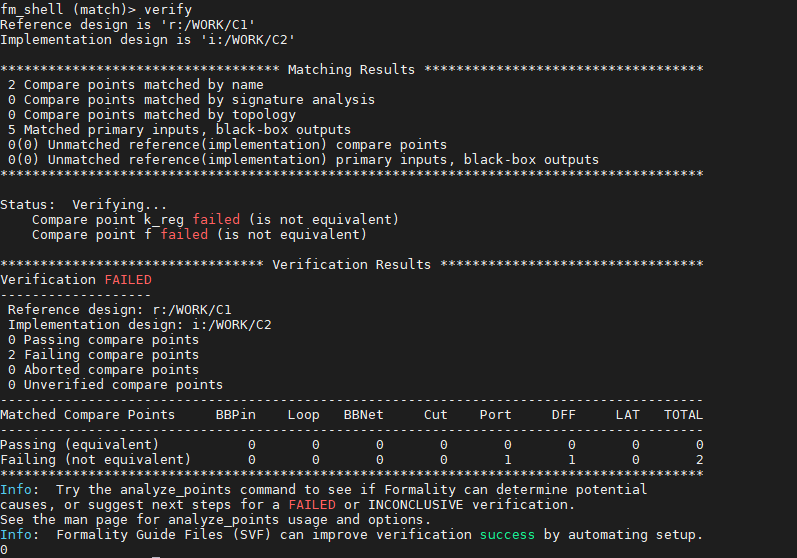 fm_shell (match)> verify
Reference design is 'r:/WORK/C1'
Implementation design is 'i:/WORK/C2'
*********************************** Matching Results ***********************************
2 Compare points matched by name
0 Compare points matched by signature analysis
0 Compare points matched by topology
5 Matched primary inputs, black-box outputs
0(0) Unmatched reference(implementation) compare points
0(0) Unmatched reference(implementation) primary inputs, black-box outputs
****************************************************************************************
Status:  Verifying...
Compare point k_reg failed (is not equivalent)
Compare point f failed (is not equivalent)
********************************* Verification Results *********************************
Verification FAILED
-------------------
Reference design: r:/WORK/C1
Implementation design: i:/WORK/C2
0 Passing compare points
2 Failing compare points
0 Aborted compare points
0 Unverified compare points
----------------------------------------------------------------------------------------
Matched Compare Points     BBPin    Loop   BBNet     Cut    Port     DFF     LAT   TOTAL
----------------------------------------------------------------------------------------
Passing (equivalent)           0       0       0       0       0       0       0       0
Failing (not equivalent)       0       0       0       0       1       1       0       2
****************************************************************************************
Info:  Try the analyze_points command to see if Formality can determine potential
causes, or suggest next steps for a FAILED or INCONCLUSIVE verification.
See the man page for analyze_points usage and options.
Info:  Formality Guide Files (SVF) can improve verification success by automating setup.
0